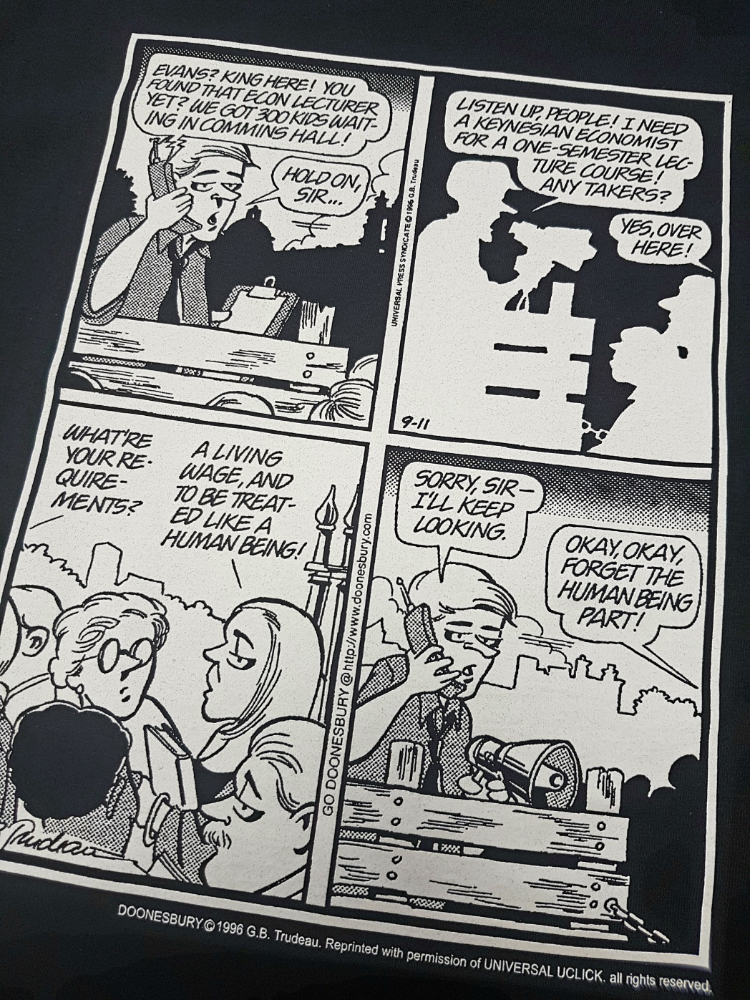 EVANS? KING HERE! YOU
FOUND THAT ECON LECTURER
YET? WE GOT 300 KIDS WAIT-
ING IN COMMINS HALL!
HOLD ON,
SIR...
LISTEN UP, PEOPLE! I NEED
A KEYNESIAN ECONOMIST
FOR A ONE-SEMESTER LEC-
TURE COURSE!
ANY TAKERS?
YES, OVER
HERE!
UNIVERSAL PRESS SYNDICATE © 1996 G.B. Trudeau
9-11
WHAT'RE
YOUR RE-
QUIRE-
MENTS?
A LIVING
WAGE, AND
TO BE TREAT-
ED LIKE A
HUMAN BEING!
Trudeau
GO DOONESBURY @ http://www.doonesbury.com
SORRY, SIR—
I'LL KEEP
LOOKING.
OKAY, OKAY,
FORGET THE
HUMAN BEING
PART!
DOONESBURY © 1996 G.B. Trudeau. Reprinted with permission of UNIVERSAL UCLICK. all rights reserved.